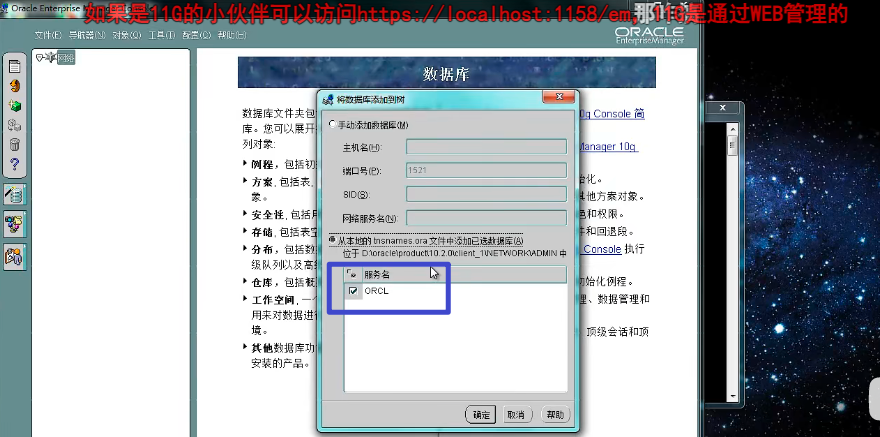 Oracle Enterprise
如果是11G的小伙伴可以访问https://localhost:1158/em,那11G是通过WEB管理的
文件(F) 导航器(N) 对象(O) 工具(T) 配置(C) 帮助(H)
ORACLE
Enterprise Manager
网络
数据库
数据库文件夹包
0g Console 简
库。您可以展开
列对象:
Manager 10g
例程，包括初
始化。
方案，包括表，
其他方案对象。
象。
安全性，包括用
色和权限。
存储，包括表空
件和回退段。
分布，包括数据
Console 执行
级队列以及高级
仓库，包括概
初始化例程。
工作空间，一个
理、数据管理和
用来对数据进行
境。
顶级会话和顶
其他数据库功
安装的产品。
将数据库添加到树
手动添加数据库(M)
主机名(H):
端口号(P):
1521
SID(S):
网络服务名(N):
从本地的 tnsnames.ora 文件中添加已选数据库(A)
位于 D:\oracle\product\10.2.0\client_1\NETWORK\ADMIN 中
服务名
ORCL
确定
取消
帮助